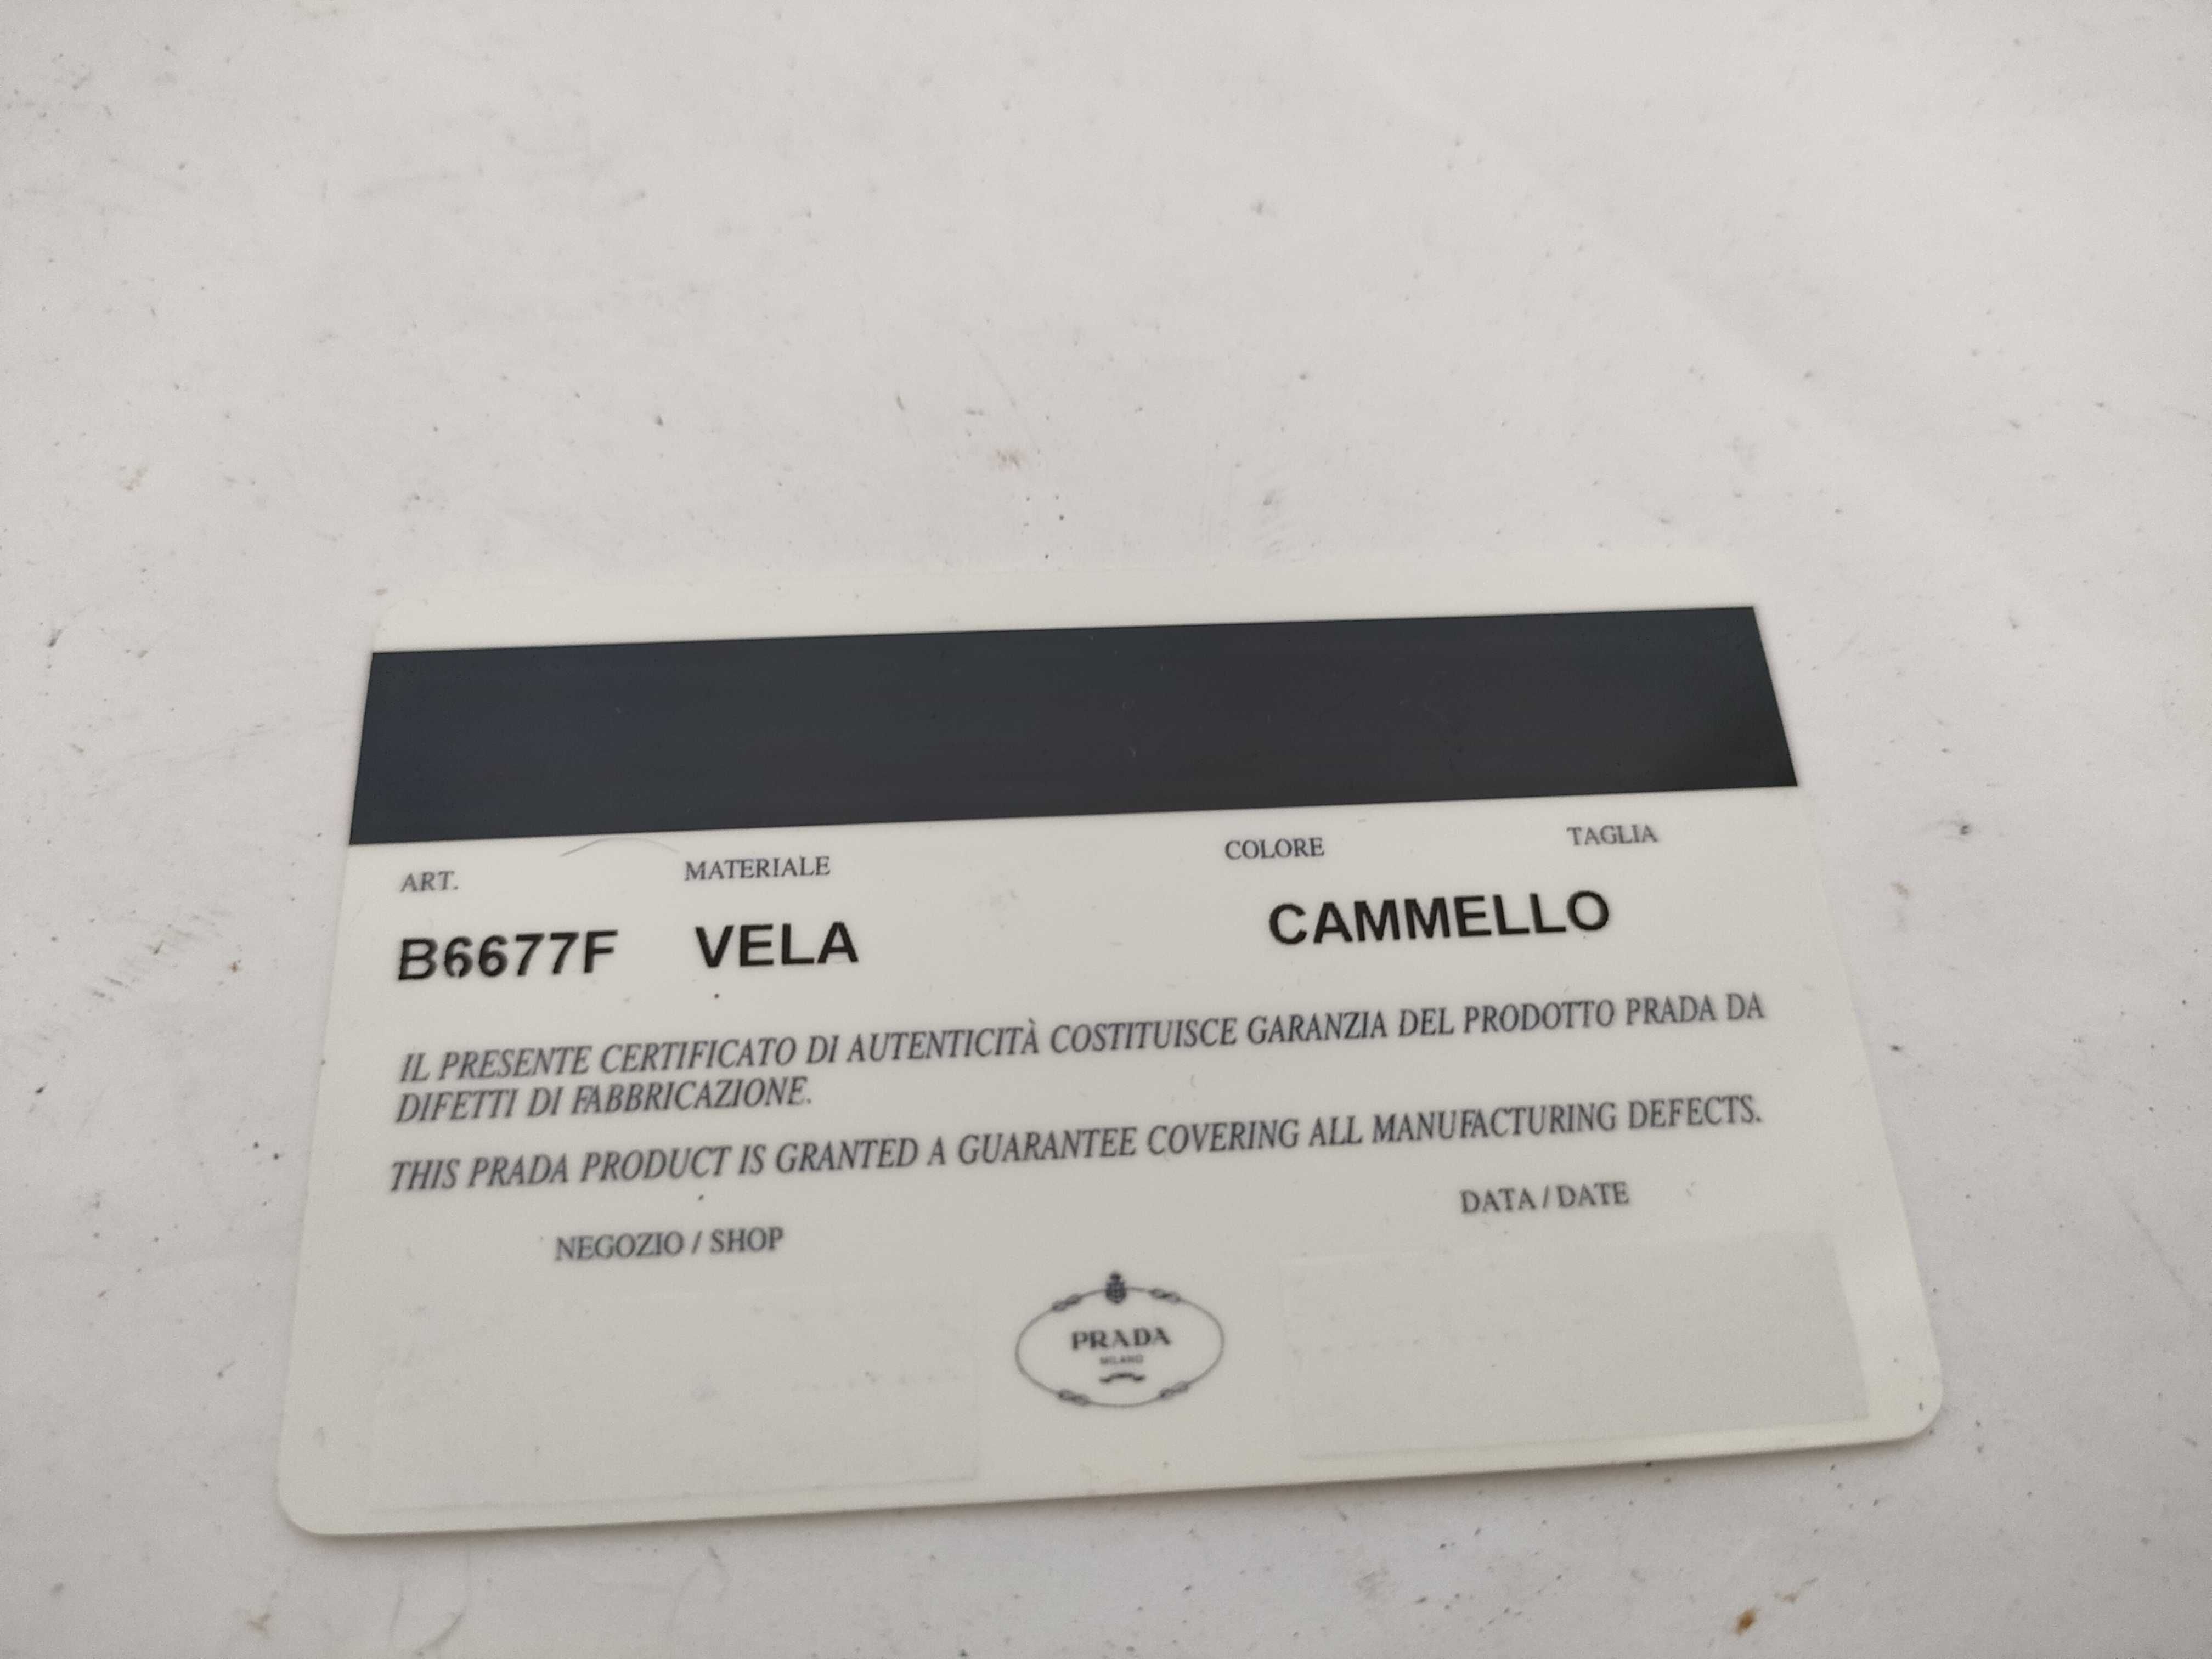 ART. MATERIALE COLORE TAGLIA
B6677F VELA CAMMELLO
IL PRESENTE CERTIFICATO DI AUTENTICITÀ COSTITUISCE GARANZIA DEL PRODOTTO PRADA DA
DIFETTI DI FABBRICAZIONE.
THIS PRADA PRODUCT IS GRANTED A GUARANTEE COVERING ALL MANUFACTURING DEFECTS.
NEGOZIO / SHOP DATA / DATE
PRADA
MILANO